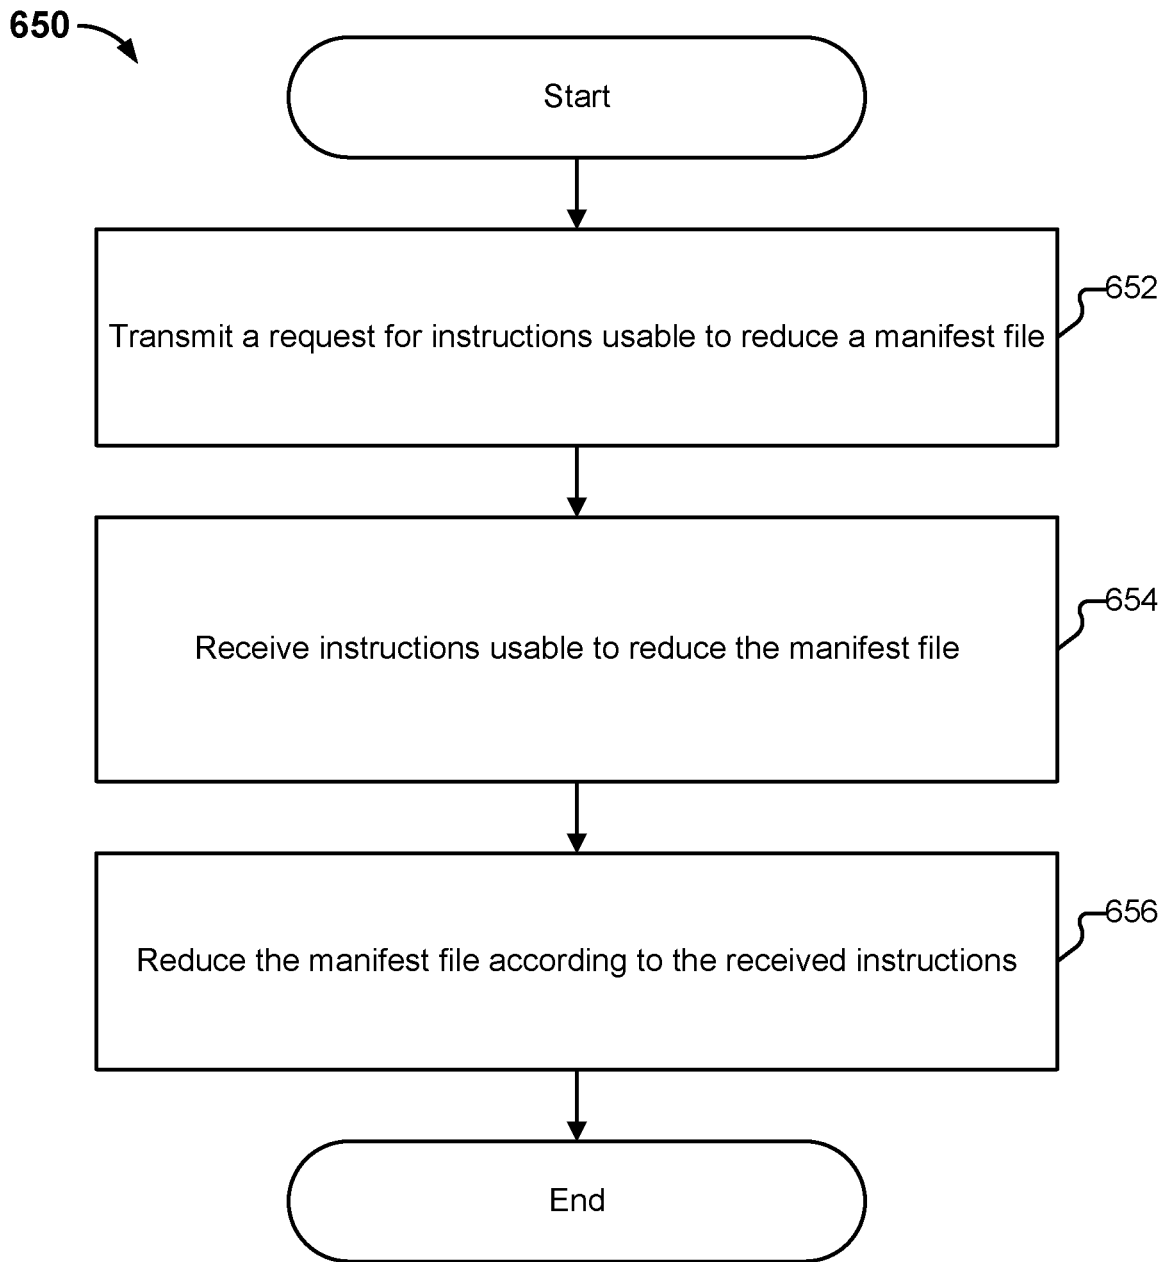 650
Start
652
Transmit a request for instructions usable to reduce a manifest file
654
Receive instructions usable to reduce the manifest file
656
Reduce the manifest file according to the received instructions
End